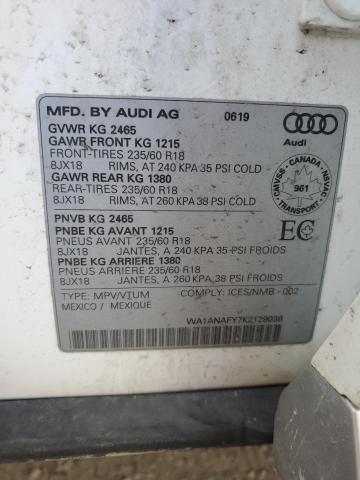 MFD. BY AUDI AG 0619
GVWR KG 2465
GAWR FRONT KG 1215
FRONT-TIRES 235/60 R18
8JX18 RIMS, AT 240 KPA 35 PSI COLD
GAWR REAR KG 1380
REAR-TIRES 235/60 R18
8JX18 RIMS, AT 260 KPA 38 PSI COLD
Audi
CANADA
CMVSS - NSVAC
961
TRANSPORT
PNVB KG 2465
PNBE KG AVANT 1215
PNEUS AVANT 235/60 R18
8JX18 JANTES, A 240 KPA 35 PSI FROIDS
PNBE KG ARRIERE 1380
PNEUS ARRIERE 235/60 R18
8JX18 JANTES, A 260 KPA 38 PSI FROIDS
EC
TYPE: MPV/VTUM COMPLY: ICES/NMB - 002
MEXICO / MEXIQUE
WA1ANAFY7K2129038